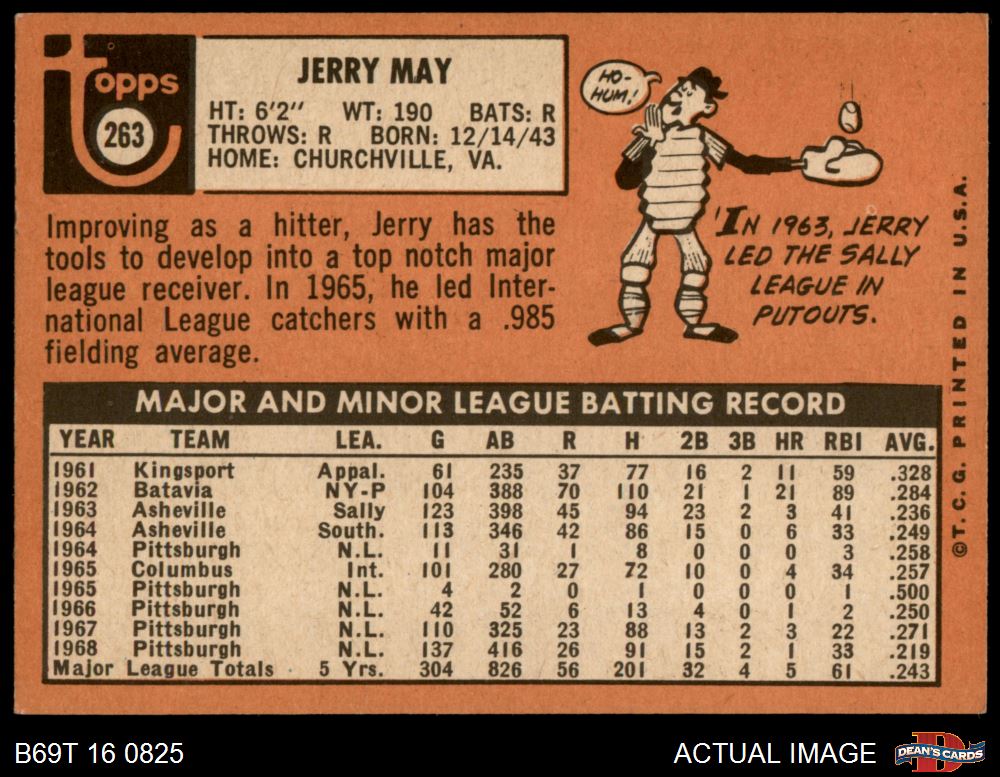 topps
263
JERRY MAY
HT: 6'2" WT: 190 BATS: R
THROWS: R BORN: 12/14/43
HOME: CHURCHVILLE, VA.
Improving as a hitter, Jerry has the
tools to develop into a top notch major
league receiver. In 1965, he led Inter-
national League catchers with a .985
fielding average.
HO-
HUM!
IN 1963, JERRY
LED THE SALLY
LEAGUE IN
PUTOUTS.
©T.C.G. PRINTED IN U.S.A.
MAJOR AND MINOR LEAGUE BATTING RECORD
YEAR TEAM LEA. G AB R H 2B 3B HR RBI AVG.
1961 Kingsport Appal. 61 235 37 77 16 2 11 59 .328
1962 Batavia NY-P 104 388 70 110 21 1 21 89 .284
1963 Asheville Sally 123 398 45 94 23 2 3 41 .236
1964 Asheville South. 113 346 42 86 15 0 6 33 .249
1964 Pittsburgh N.L. 11 31 1 8 0 0 0 3 .258
1965 Columbus Int. 101 280 27 72 10 0 4 34 .257
1965 Pittsburgh N.L. 4 2 0 1 0 0 0 1 .500
1966 Pittsburgh N.L. 42 52 6 13 4 0 1 2 .250
1967 Pittsburgh N.L. 110 325 23 88 13 2 3 22 .271
1968 Pittsburgh N.L. 137 416 26 91 15 2 1 33 .219
Major League Totals 5 Yrs. 304 826 56 201 32 4 5 61 .243
B69T 16 0825
ACTUAL IMAGE
D
DEAN'S CARDS